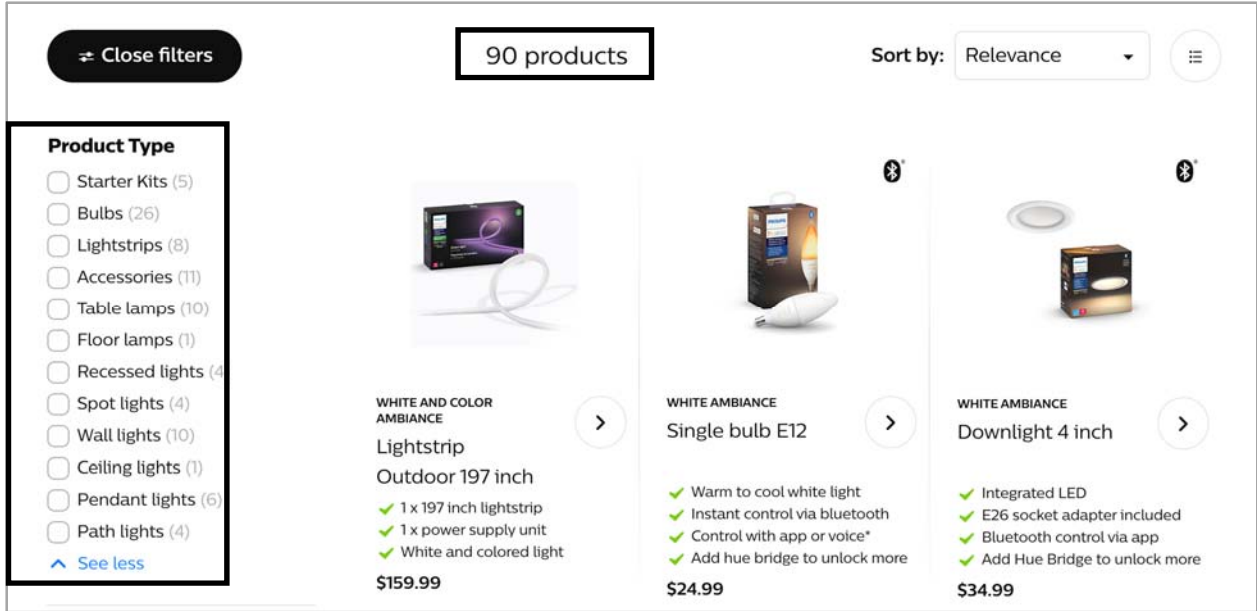 Close filters
90 products
Sort by: Relevance
Product Type
Starter Kits (5)
Bulbs (26)
Lightstrips (8)
Accessories (11)
Table lamps (10)
Floor lamps (1)
Recessed lights (4
Spot lights (4)
Wall lights (10)
Ceiling lights (1)
Pendant lights (6)
Path lights (4)
See less
WHITE AND COLOR
AMBIANCE
Lightstrip
Outdoor 197 inch
1 x 197 inch lightstrip
1 x power supply unit
White and colored light
$159.99
WHITE AMBIANCE
Single bulb E12
Warm to cool white light
Instant control via bluetooth
Control with app or voice*
Add hue bridge to unlock more
$24.99
WHITE AMBIANCE
Downlight 4 inch
Integrated LED
E26 socket adapter included
Bluetooth control via app
Add Hue Bridge to unlock more
$34.99